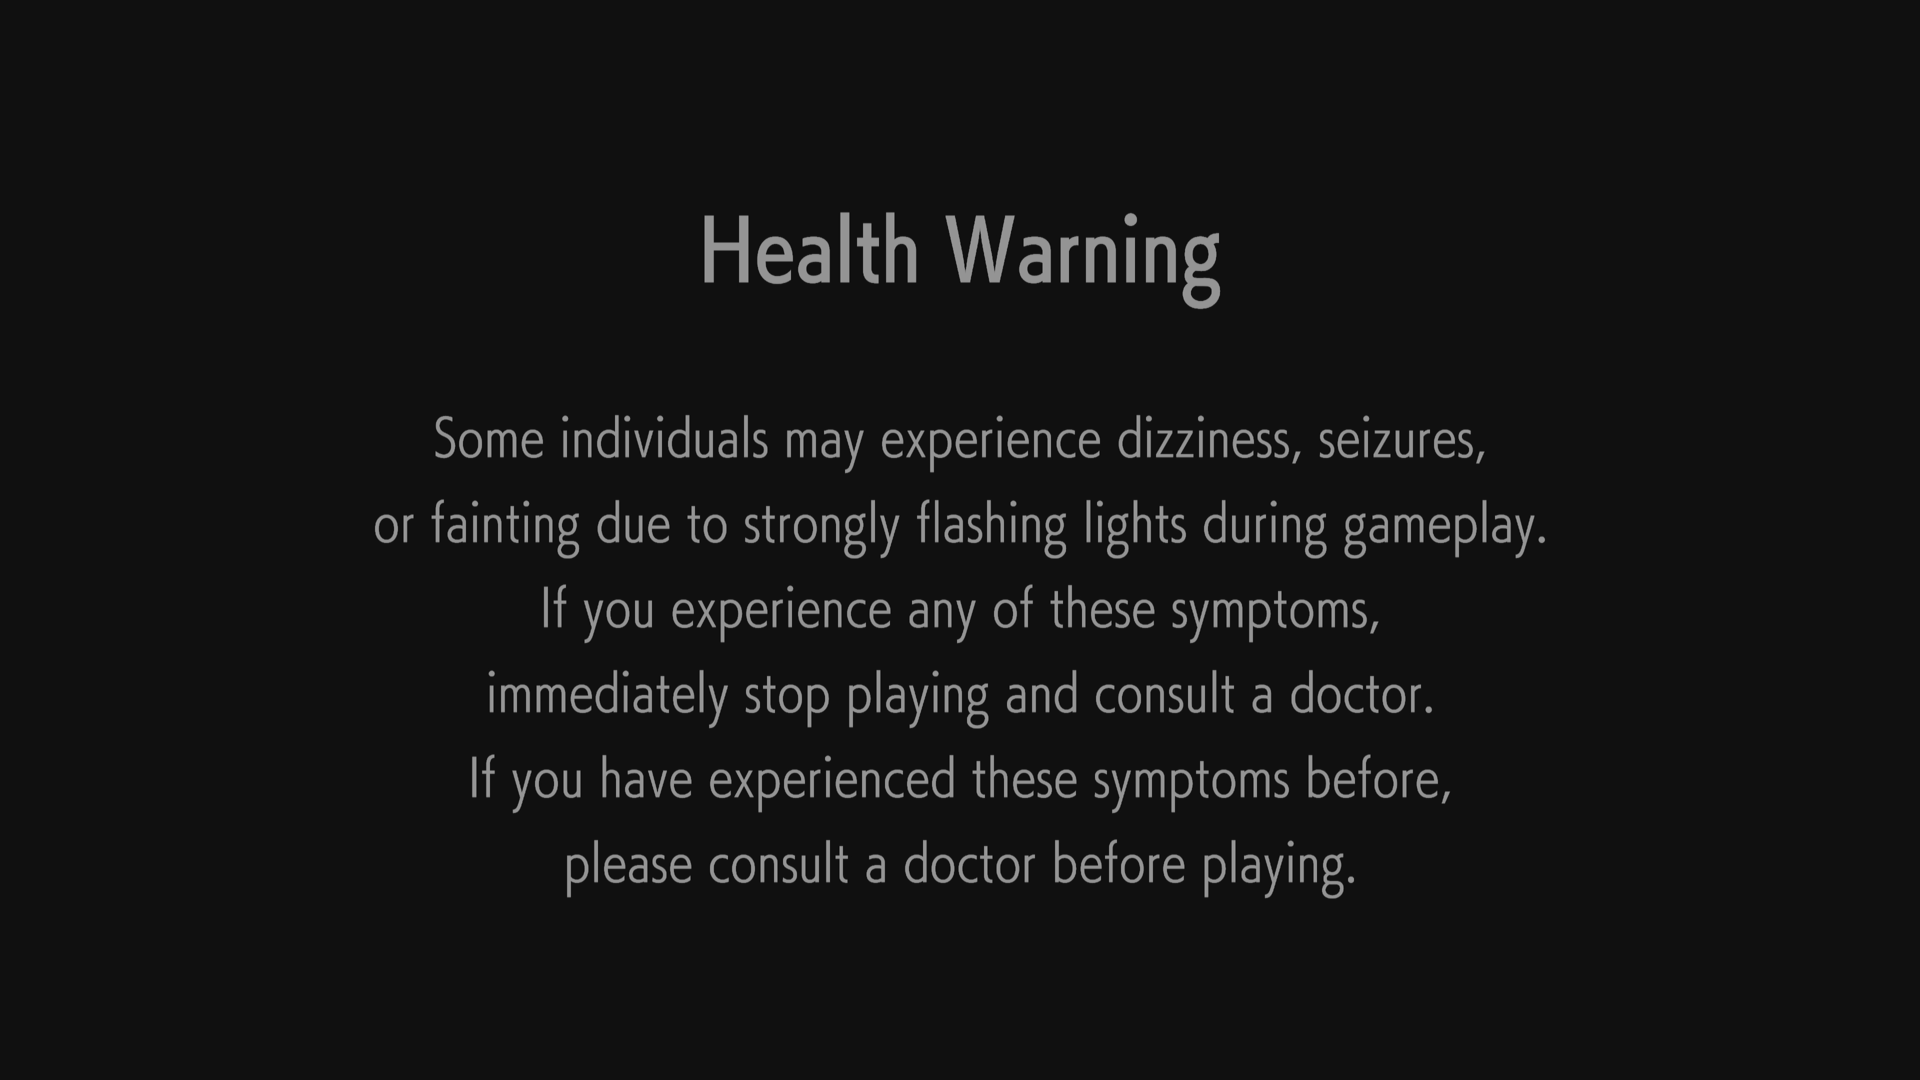 Health Warning
Some individuals may experience dizziness, seizures,
or fainting due to strongly flashing lights during gameplay.
If you experience any of these symptoms,
immediately stop playing and consult a doctor.
If you have experienced these symptoms before,
please consult a doctor before playing.